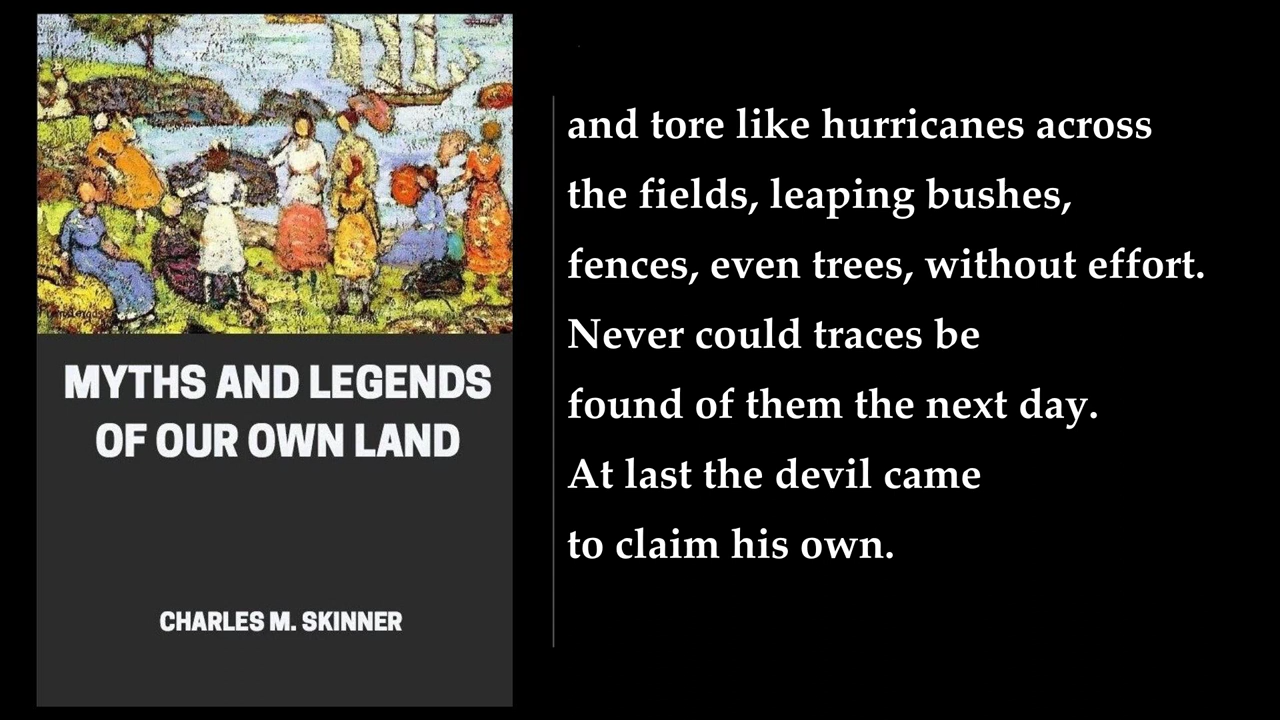 MYTHS AND LEGENDS
OF OUR OWN LAND
CHARLES M. SKINNER
and tore like hurricanes across
the fields, leaping bushes,
fences, even trees, without effort.
Never could traces be
found of them the next day.
At last the devil came
to claim his own.